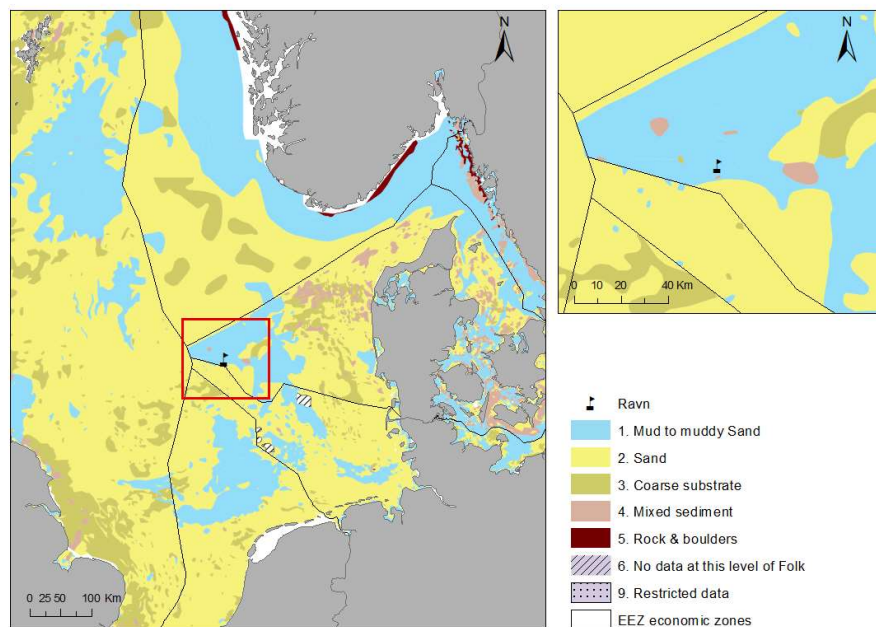 N
0 25 50 100 Km
N
0 10 20 40 Km
Ravn
1. Mud to muddy Sand
2. Sand
3. Coarse substrate
4. Mixed sediment
5. Rock & boulders
6. No data at this level of Folk
9. Restricted data
EEZ economic zones